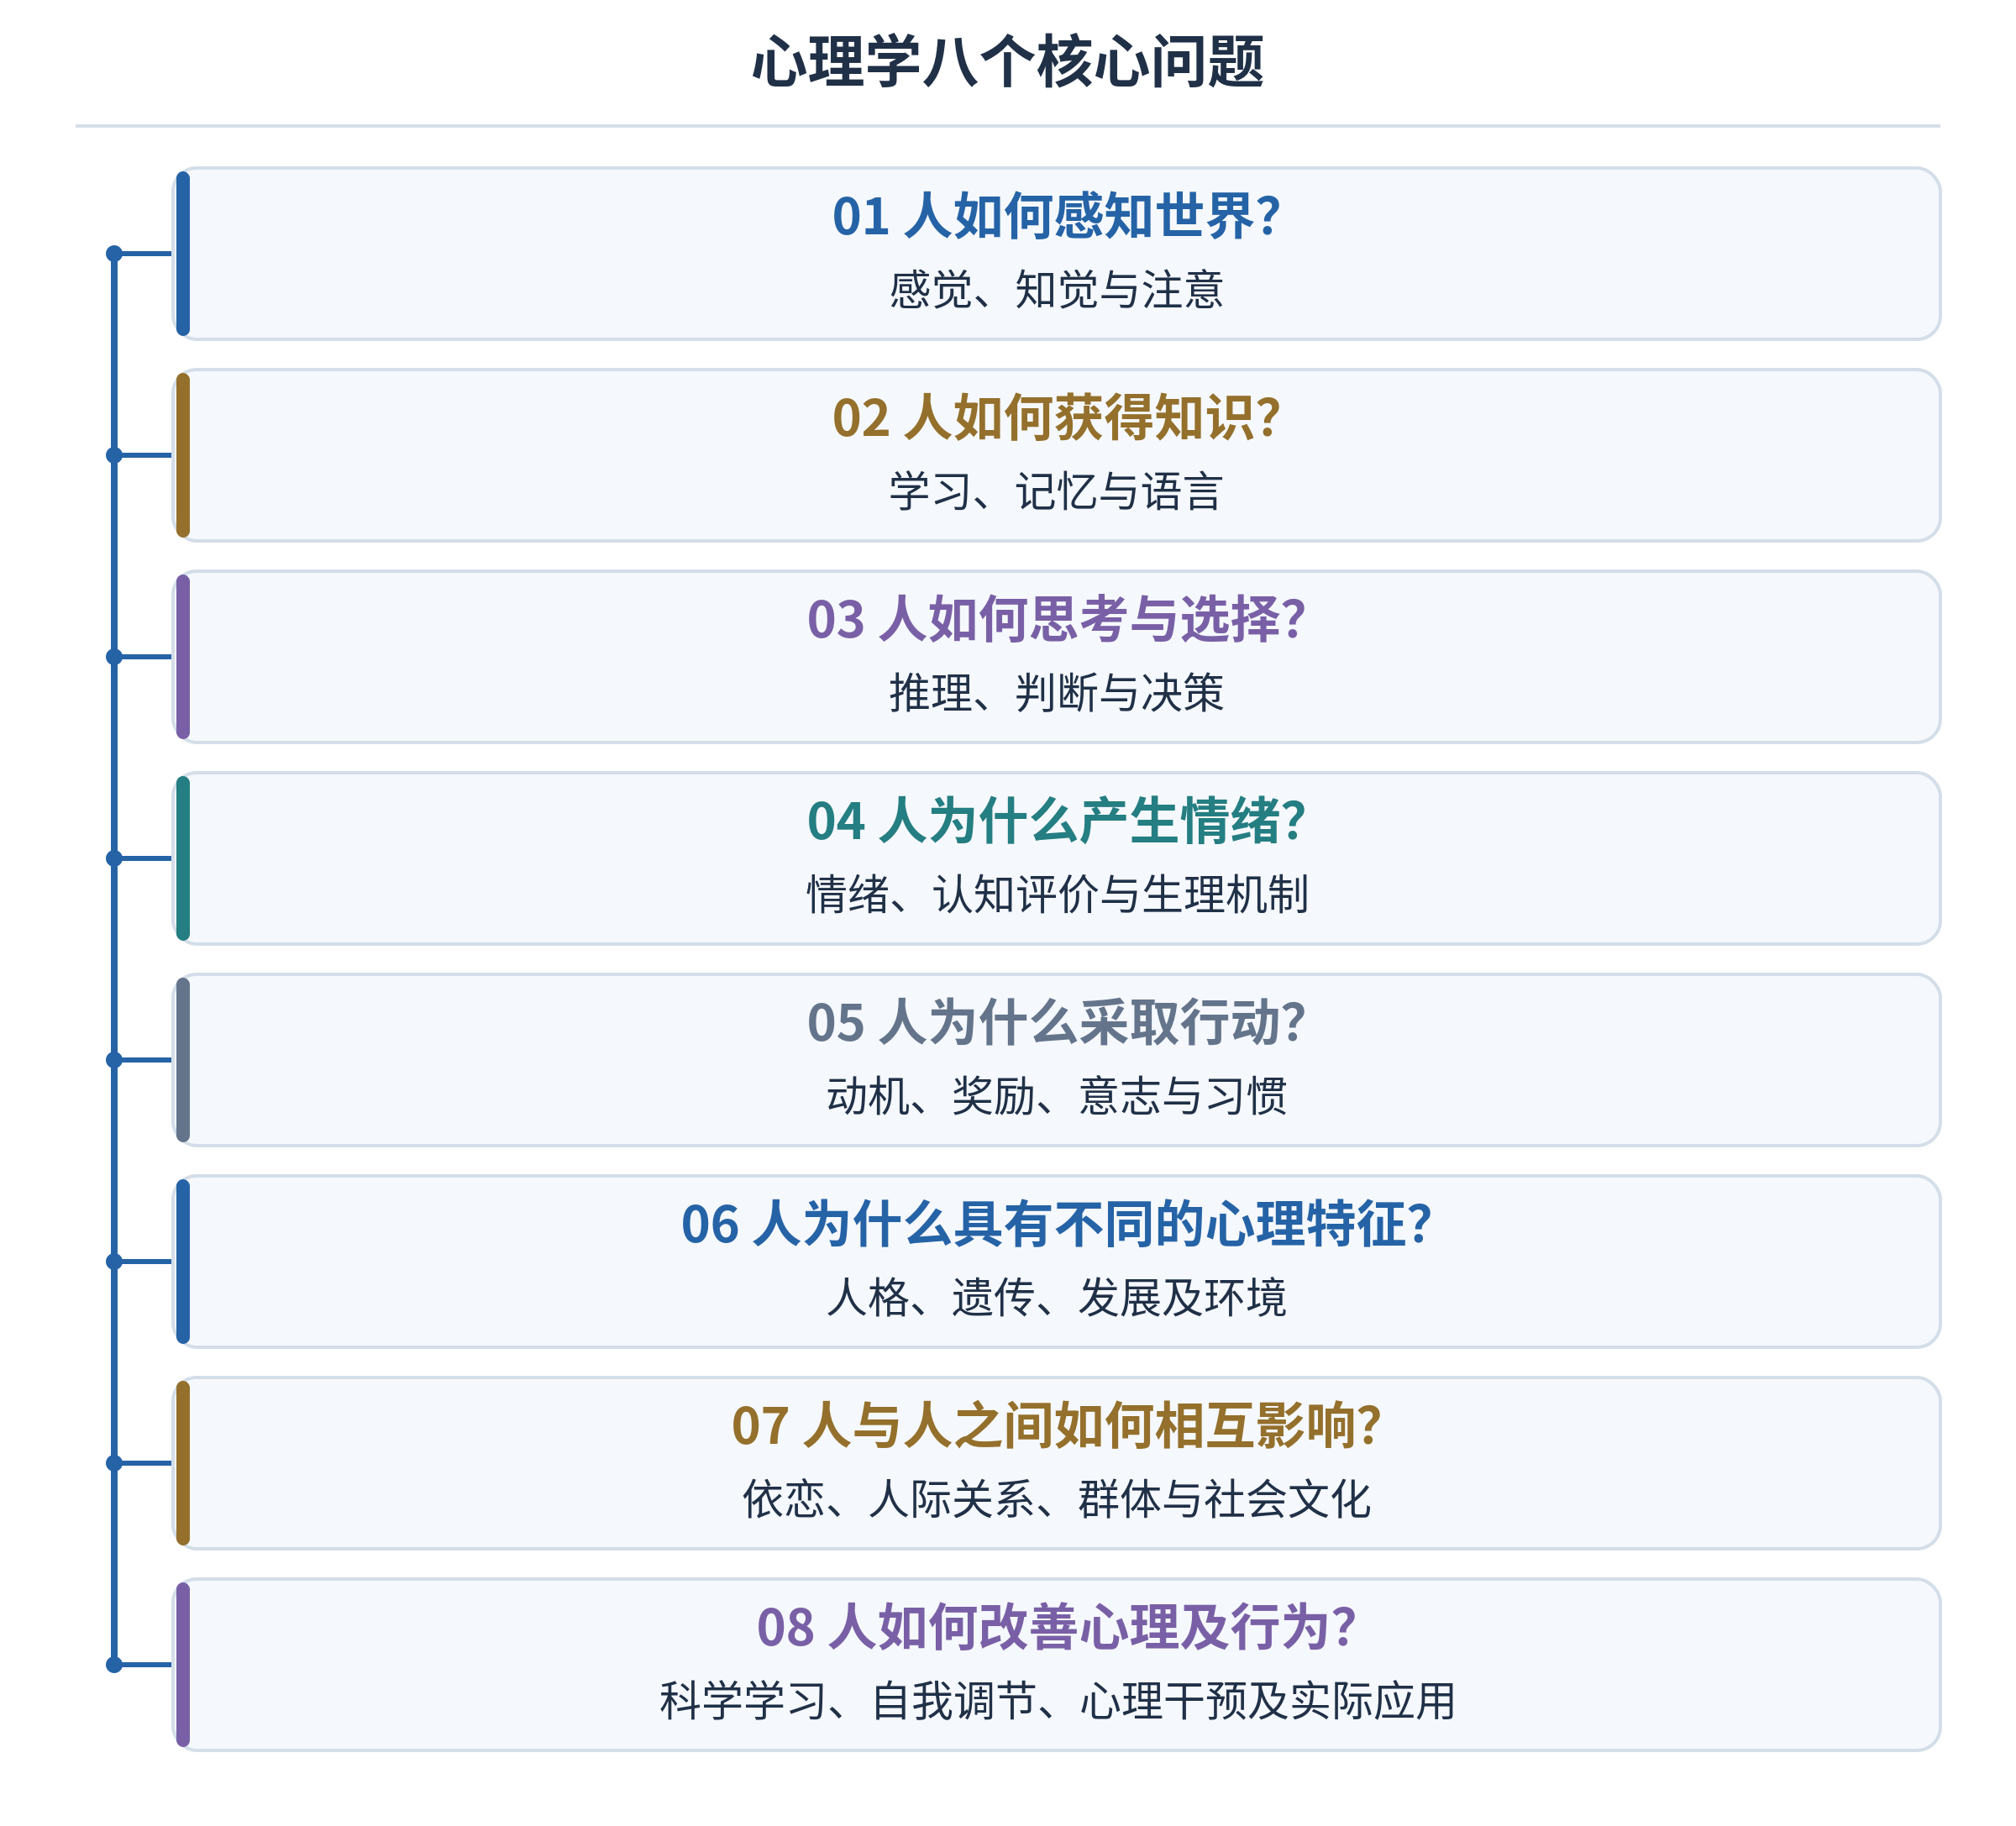 心理学八个核心问题
01 人如何感知世界？
感觉、知觉与注意
02 人如何获得知识？
学习、记忆与语言
03 人如何思考与选择？
推理、判断与决策
04 人为什么产生情绪？
情绪、认知评价与生理机制
05 人为什么采取行动？
动机、奖励、意志与习惯
06 人为什么具有不同的心理特征？
人格、遗传、发展及环境
07 人与人之间如何相互影响？
依恋、人际关系、群体与社会文化
08 人如何改善心理及行为？
科学学习、自我调节、心理干预及实际应用